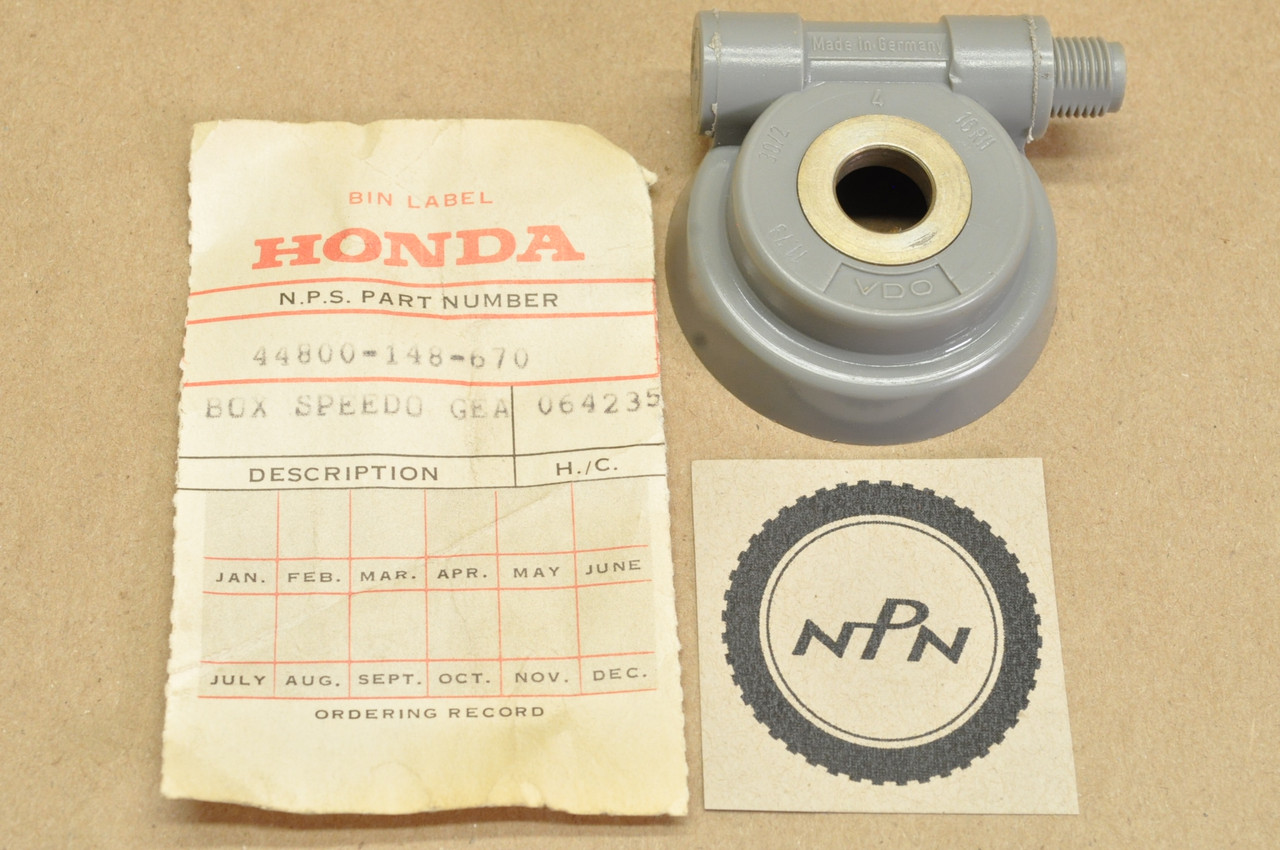 BIN LABEL
HONDA
N.P.S. PART NUMBER
44800-148-670
BOX SPEEDO GEA 064235
DESCRIPTION H./C.
JAN. FEB. MAR. APR. MAY JUNE
JULY AUG. SEPT. OCT. NOV. DEC.
ORDERING RECORD
Made In Germany
4
VDO
NPN